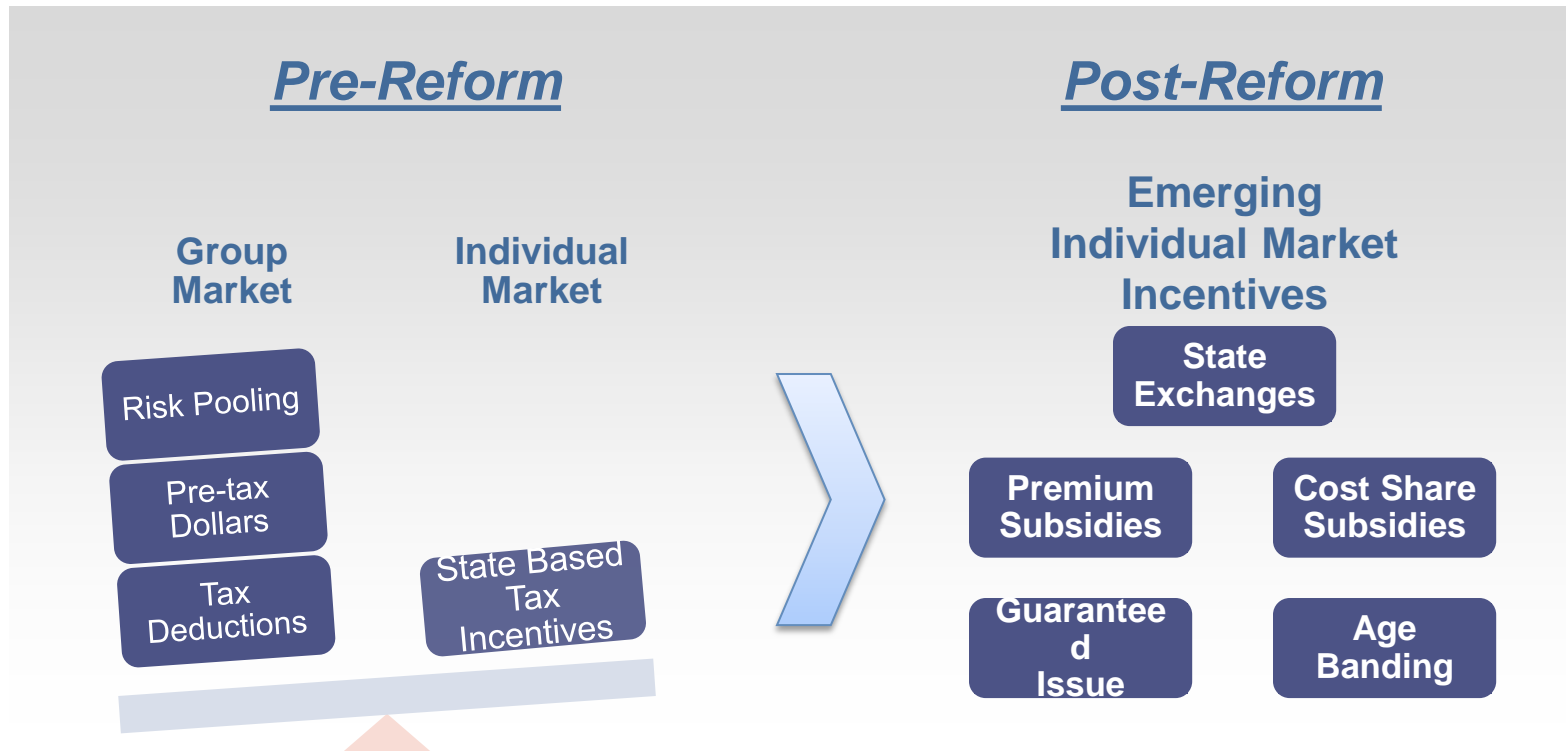 Pre-Reform
Post-Reform
Group
Market
Individual
Market
Risk Pooling
Pre-tax
Dollars
Tax
Deductions
State Based
Tax
Incentives
Emerging
Individual Market
Incentives
State
Exchanges
Premium
Subsidies
Cost Share
Subsidies
Guarantee
d
Issue
Age
Banding